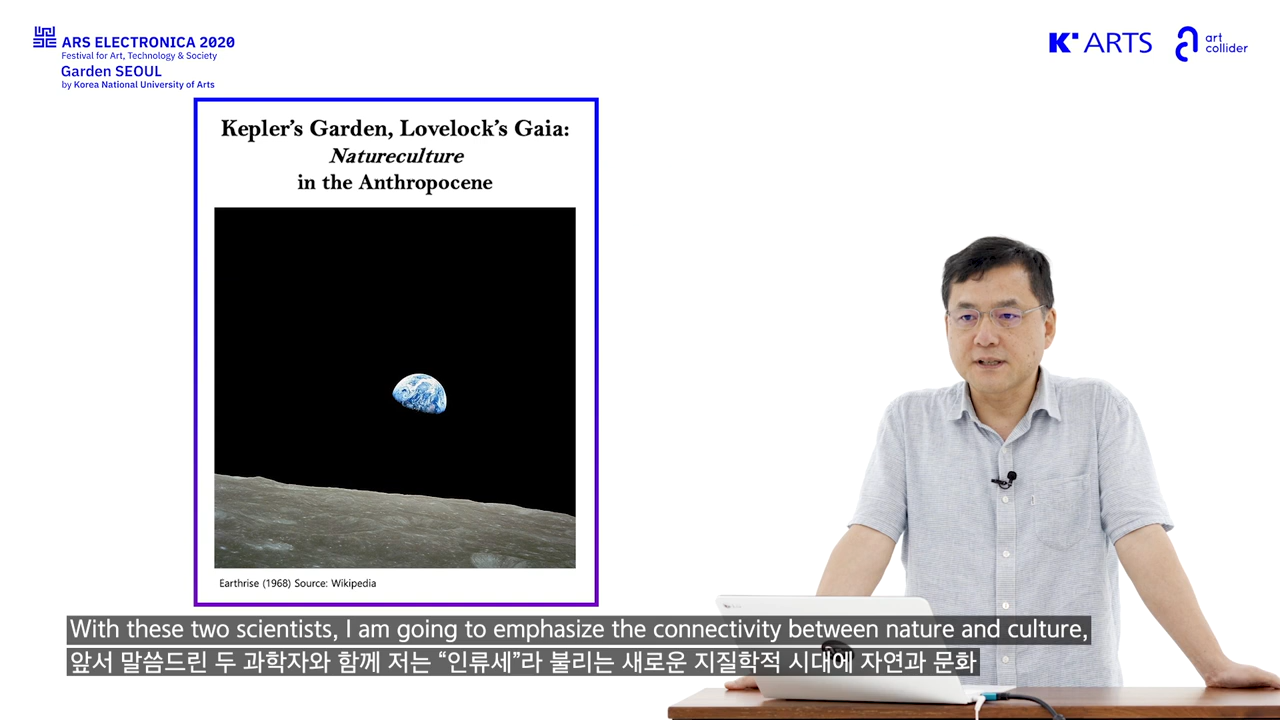 ARS ELECTRONICA 2020
Festival for Art, Technology & Society
Garden SEOUL
by Korea National University of Arts
K'ARTS
art
collider
Kepler's Garden, Lovelock's Gaia:
Natureculture
in the Anthropocene
Earthrise (1968) Source: Wikipedia
With these two scientists, I am going to emphasize the connectivity between nature and culture,
앞서 말씀드린 두 과학자와 함께 저는 “인류세”라 불리는 새로운 지질학적 시대에 자연과 문화